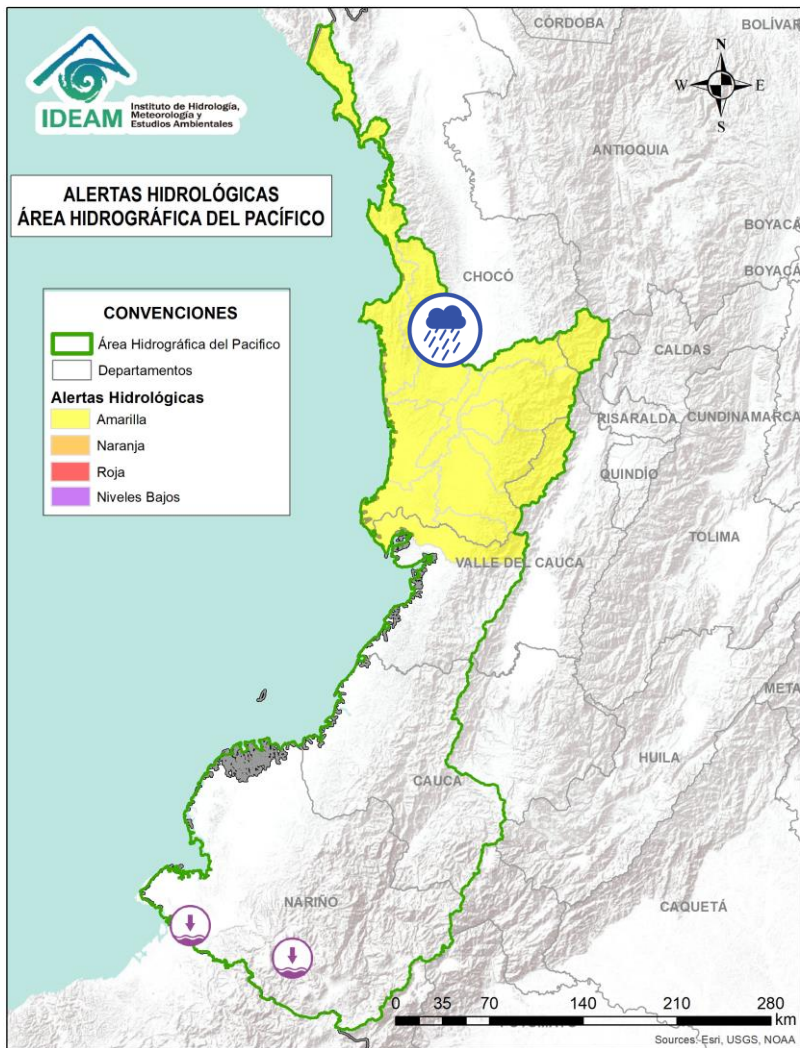 CÓRDOBA
BOLÍVAR
N
W
E
S
IDEAM
Instituto de Hidrología,
Meteorología y
Estudios Ambientales
ANTIOQUIA
ALERTAS HIDROLÓGICAS
ÁREA HIDROGRÁFICA DEL PACÍFICO
BOYACÁ
BOYACÁ
CHOCÓ
CONVENCIONES
Área Hidrográfica del Pacifico
Departamentos
Alertas Hidrológicas
Amarilla
Naranja
Roja
Niveles Bajos
CALDAS
RISARALDA
CUNDINAMARCA
QUINDÍO
TOLIMA
VALLE DEL CAUCA
META
HUILA
CAUCA
NARIÑO
CAQUETÁ
0 35 70 140 210 280
km
Sources: Esri, USGS, NOAA